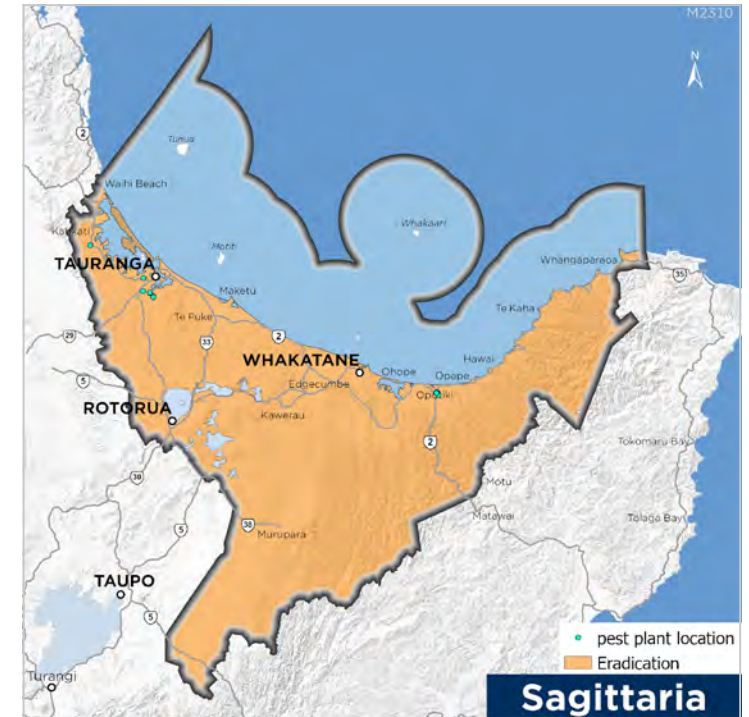 M2310
N
Tuhua
2
Waihi Beach
Katikati
Whakaari
Motiti
Whangaparaoa
TAURANGA
35
Maketu
Te Kaha
Te Puke
2
29
33
WHAKATANE
Hawai
Ohope
Opape
5
Edgecumbe
Opotiki
ROTORUA
Kawerau
2
Tokomaru Bay
30
Motu
Matawai
Tolaga Bay
38
5
Murupara
TAUPO
5
pest plant location
Eradication
Turangi
Sagittaria